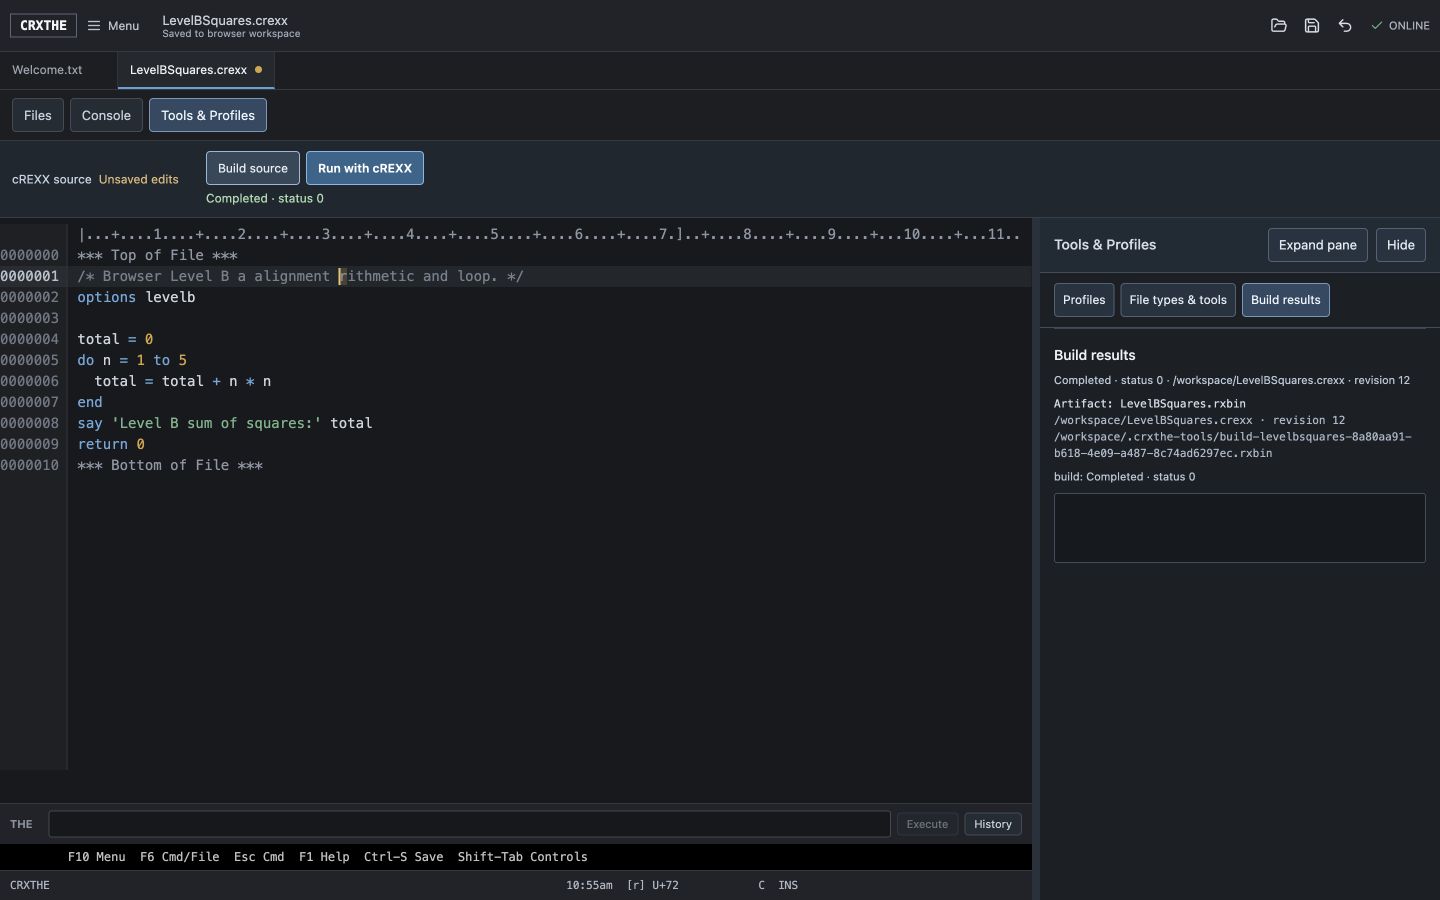 CRXTHE
Menu
LevelBSquares.crexx
Saved to browser workspace
ONLINE
Welcome.txt
LevelBSquares.crexx
Files
Console
Tools & Profiles
cREXX source Unsaved edits
Build source
Run with cREXX
Completed · status 0
|...+....1....+....2....+....3....+....4....+....5....+....6....+....7.]..+....8....+....9....+...10....+...11..
0000000 *** Top of File ***
0000001 /* Browser Level B a alignment rithmetic and loop. */
0000002 options levelb
0000003
0000004 total = 0
0000005 do n = 1 to 5
0000006   total = total + n * n
0000007 end
0000008 say 'Level B sum of squares:' total
0000009 return 0
0000010 *** Bottom of File ***
Tools & Profiles
Expand pane
Hide
Profiles
File types & tools
Build results
Build results
Completed · status 0 · /workspace/LevelBSquares.crexx · revision 12
Artifact: LevelBSquares.rxbin
/workspace/LevelBSquares.crexx · revision 12
/workspace/.crxthe-tools/build-levelbsquares-8a80aa91-
b618-4e09-a487-8c74ad6297ec.rxbin
build: Completed · status 0
THE
Execute
History
F10 Menu F6 Cmd/File Esc Cmd F1 Help Ctrl-S Save Shift-Tab Controls
CRXTHE 10:55am [r] U+72 C INS